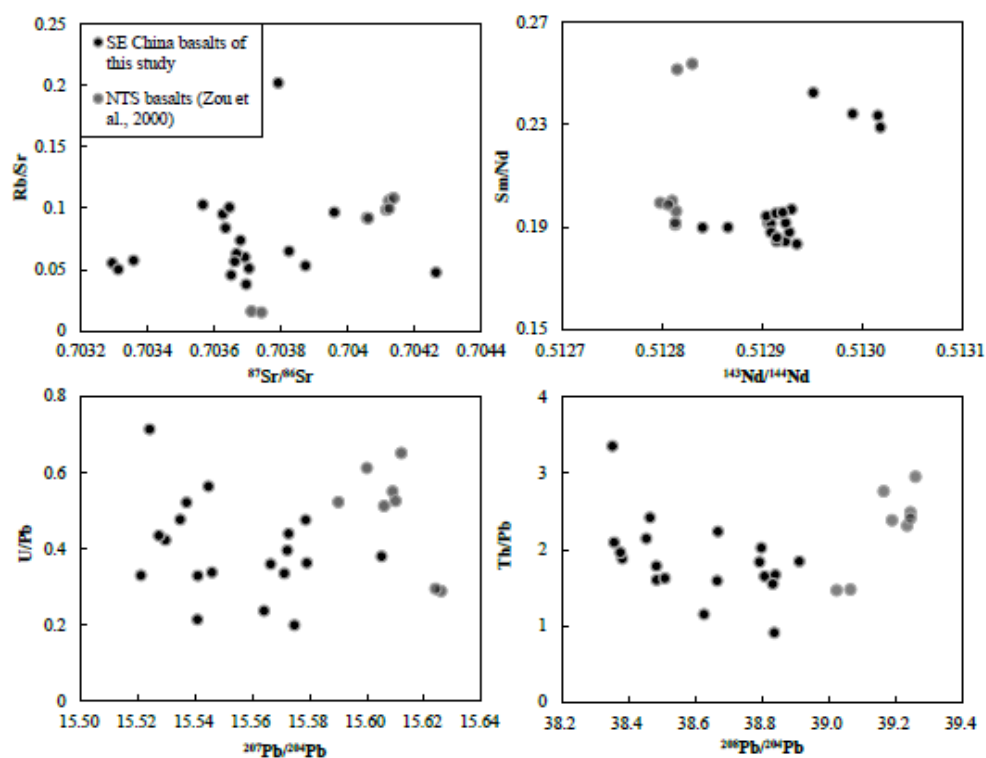 0.25
0.2
0.15
0.1
0.05
0
Rb/Sr
SE China basalts of
this study
NTS basalts (Zou et
al., 2000)
0.7032 0.7034 0.7036 0.7038 0.704 0.7042 0.7044
⁸⁷Sr/⁸⁶Sr
0.27
0.23
0.19
0.15
Sm/Nd
0.5127 0.5128 0.5129 0.5130 0.5131
¹⁴³Nd/¹⁴⁴Nd
0.8
0.6
0.4
0.2
0
U/Pb
15.50 15.52 15.54 15.56 15.58 15.60 15.62 15.64
²⁰⁷Pb/²⁰⁴Pb
4
3
2
1
0
Th/Pb
38.2 38.4 38.6 38.8 39.0 39.2 39.4
²⁰⁸Pb/²⁰⁴Pb